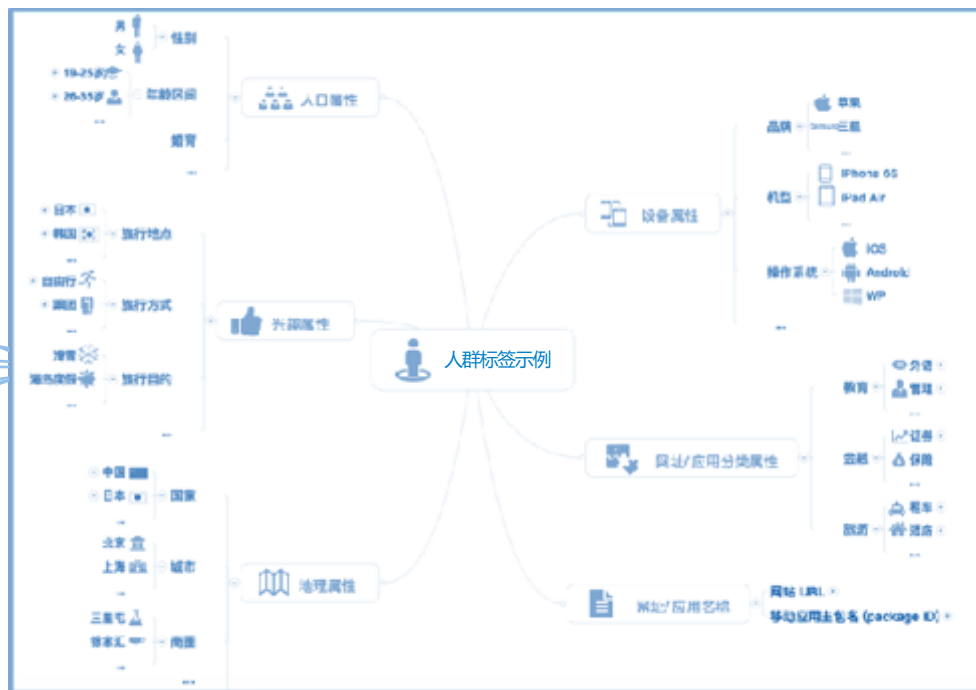 男
女
性别
19-25岁
26-35岁
年龄区间
婚育
...
人口属性
日本
韩国
...
旅行地点
自由行
跟团
...
旅行方式
滑雪
海岛度假
...
旅行目的
...
兴趣属性
中国
日本
...
国家
北京
上海
...
城市
三里屯
徐家汇
...
商圈
...
地理属性
人群标签示例
设备属性
品牌
苹果
三星
...
机型
iPhone 6S
iPad Air
...
操作系统
iOS
Android
WP
...
网址/应用分类属性
教育
外语
管理
...
金融
证券
保险
...
旅游
租车
酒店
...
网址/应用名称
网站 URL
移动应用主包名 (package ID)